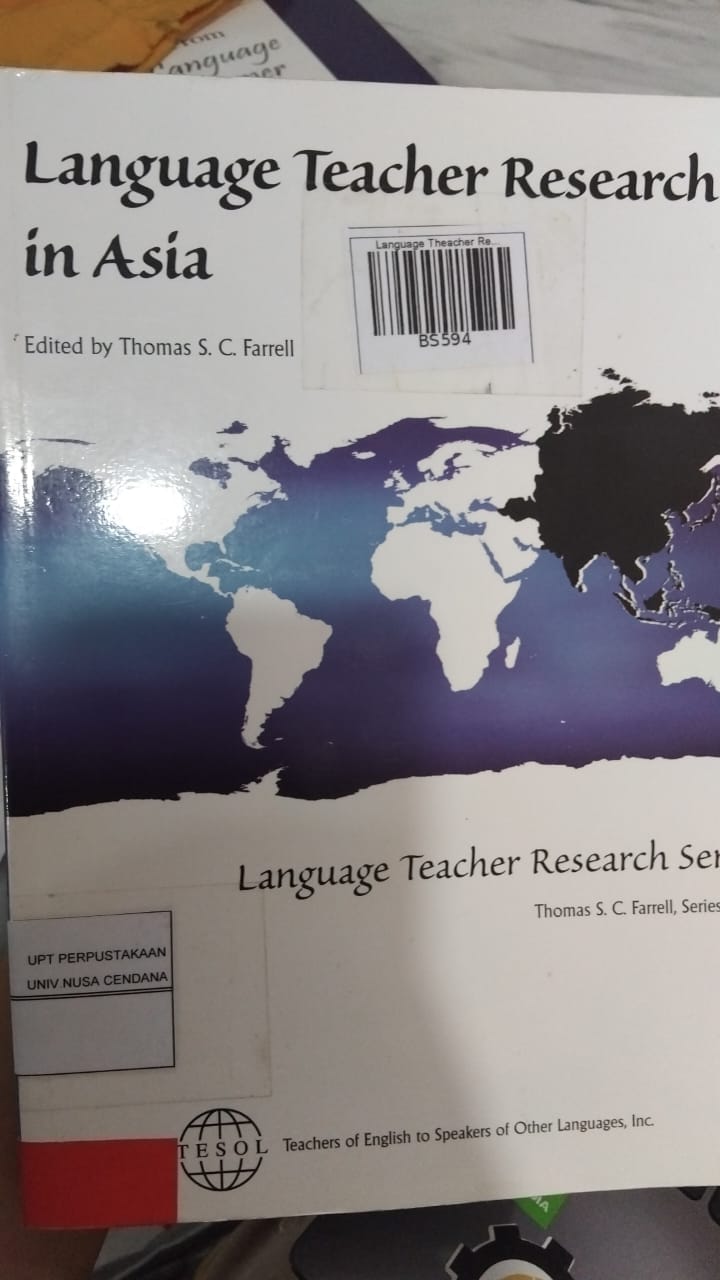 anguage
Language Teacher Research
in Asia
Language Theacher Re...
BS594
Edited by Thomas S. C. Farrell
Language Teacher Research Ser
Thomas S. C. Farrell, Series
UPT PERPUSTAKAAN
UNIV NUSA CENDANA
TESOL
Teachers of English to Speakers of Other Languages, Inc.